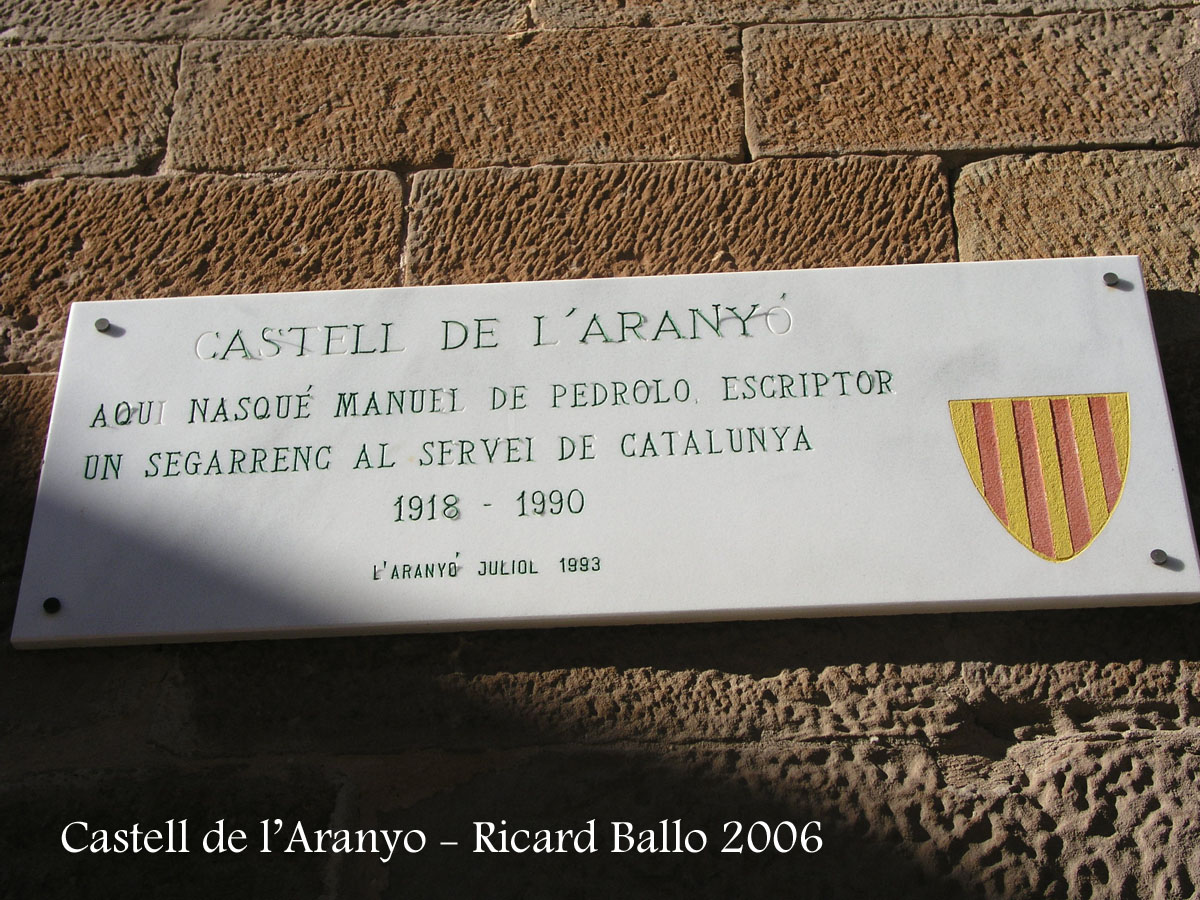 CASTELL DE L'ARANYÓ
AQUI NASQUÉ MANUEL DE PEDROLO, ESCRIPTOR
UN SEGARRENC AL SERVEI DE CATALUNYA
1918 - 1990
L'ARANYÓ JULIOL 1993
Castell de l'Aranyo – Ricard Ballo 2006